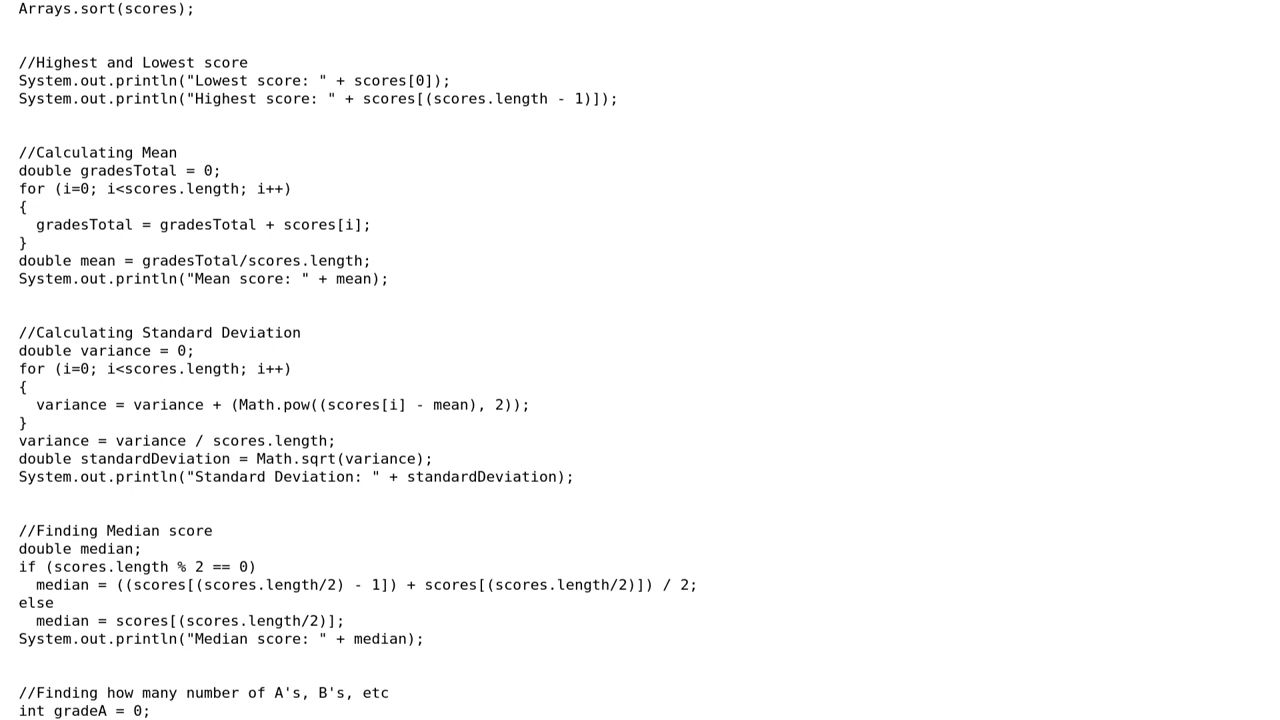 Arrays.sort(scores);
//Highest and Lowest score
System.out.println("Lowest score: " + scores[0]);
System.out.println("Highest score: " + scores[(scores.length - 1)]);
//Calculating Mean
double gradesTotal = 0;
for (i=0; i<scores.length; i++)
{
  gradesTotal = gradesTotal + scores[i];
}
double mean = gradesTotal/scores.length;
System.out.println("Mean score: " + mean);
//Calculating Standard Deviation
double variance = 0;
for (i=0; i<scores.length; i++)
{
  variance = variance + (Math.pow((scores[i] - mean), 2));
}
variance = variance / scores.length;
double standardDeviation = Math.sqrt(variance);
System.out.println("Standard Deviation: " + standardDeviation);
//Finding Median score
double median;
if (scores.length % 2 == 0)
  median = ((scores[(scores.length/2) - 1]) + scores[(scores.length/2)]) / 2;
else
  median = scores[(scores.length/2)];
System.out.println("Median score: " + median);
//Finding how many number of A's, B's, etc
int gradeA = 0;